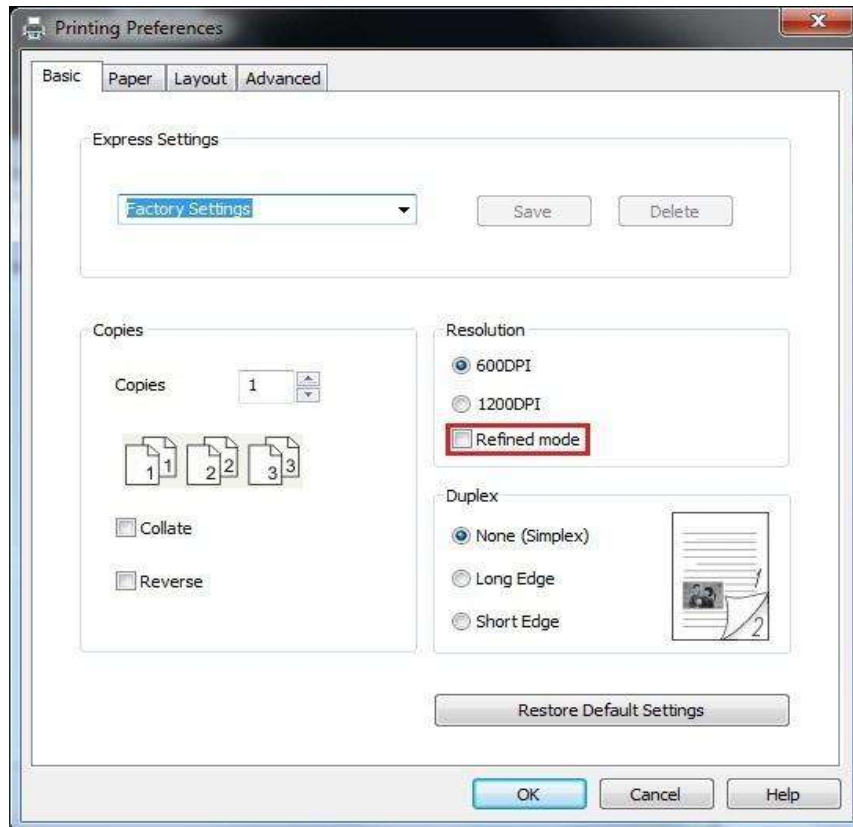 Printing Preferences
Basic Paper Layout Advanced
Express Settings
Factory Settings Save Delete
Copies
Copies 1
1 1 2 2 3 3
Collate
Reverse
Resolution
600DPI
1200DPI
Refined mode
Duplex
None (Simplex)
Long Edge
Short Edge
1
2
Restore Default Settings
OK Cancel Help